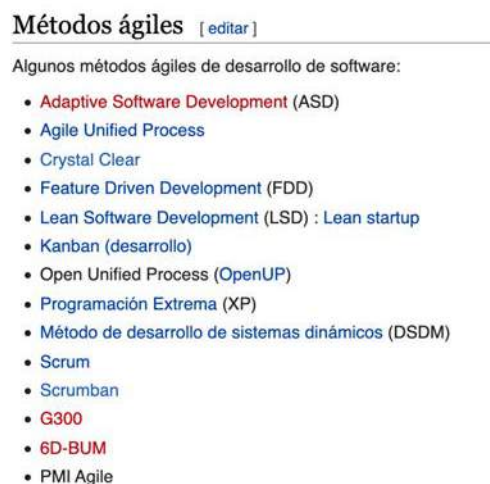 Métodos ágiles [ editar ]
Algunos métodos ágiles de desarrollo de software:
• Adaptive Software Development (ASD)
• Agile Unified Process
• Crystal Clear
• Feature Driven Development (FDD)
• Lean Software Development (LSD) : Lean startup
• Kanban (desarrollo)
• Open Unified Process (OpenUP)
• Programación Extrema (XP)
• Método de desarrollo de sistemas dinámicos (DSDM)
• Scrum
• Scrumban
• G300
• 6D-BUM
• PMI Agile